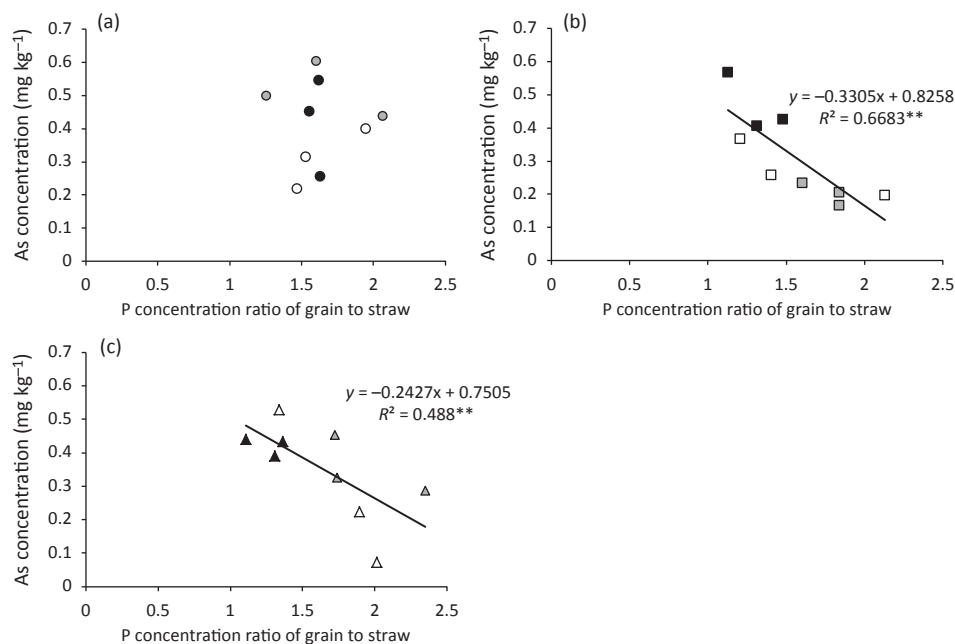 (a)
As concentration (mg kg⁻¹)
0.7
0.6
0.5
0.4
0.3
0.2
0.1
0
0 0.5 1 1.5 2 2.5
P concentration ratio of grain to straw
(b)
As concentration (mg kg⁻¹)
0.7
0.6
0.5
0.4
0.3
0.2
0.1
0
y = –0.3305x + 0.8258
R² = 0.6683**
0 0.5 1 1.5 2 2.5
P concentration ratio of grain to straw
(c)
As concentration (mg kg⁻¹)
0.7
0.6
0.5
0.4
0.3
0.2
0.1
0
y = –0.2427x + 0.7505
R² = 0.488**
0 0.5 1 1.5 2 2.5
P concentration ratio of grain to straw